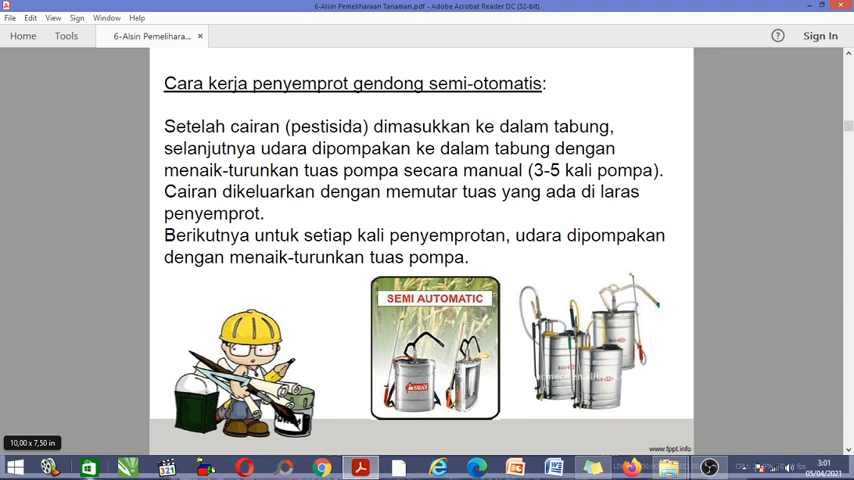 6-Alsin Pemeliharaan Tanaman.pdf - Adobe Acrobat Reader DC (32-bit)
File Edit View Sign Window Help
Home Tools 6-Alsin Pemelihara... × Sign In
Cara kerja penyemprot gendong semi-otomatis:
Setelah cairan (pestisida) dimasukkan ke dalam tabung,
selanjutnya udara dipompakan ke dalam tabung dengan
menaik-turunkan tuas pompa secara manual (3-5 kali pompa).
Cairan dikeluarkan dengan memutar tuas yang ada di laras
penyemprot.
Berikutnya untuk setiap kali penyemprotan, udara dipompakan
dengan menaik-turunkan tuas pompa.
SEMI AUTOMATIC
SWAN
10,00 x 7,50 in
www.fppt.info
321
3:01
05/04/2021